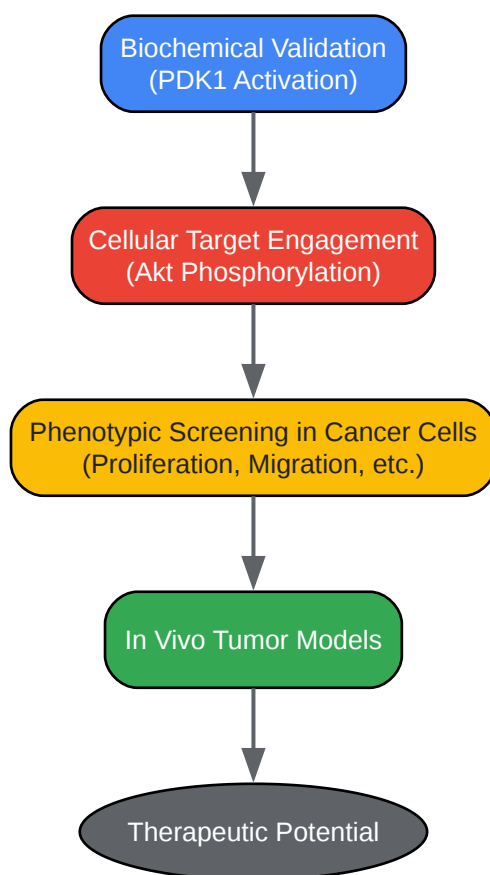 Biochemical Validation
(PDK1 Activation)
Cellular Target Engagement
(Akt Phosphorylation)
Phenotypic Screening in Cancer Cells
(Proliferation, Migration, etc.)
In Vivo Tumor Models
Therapeutic Potential